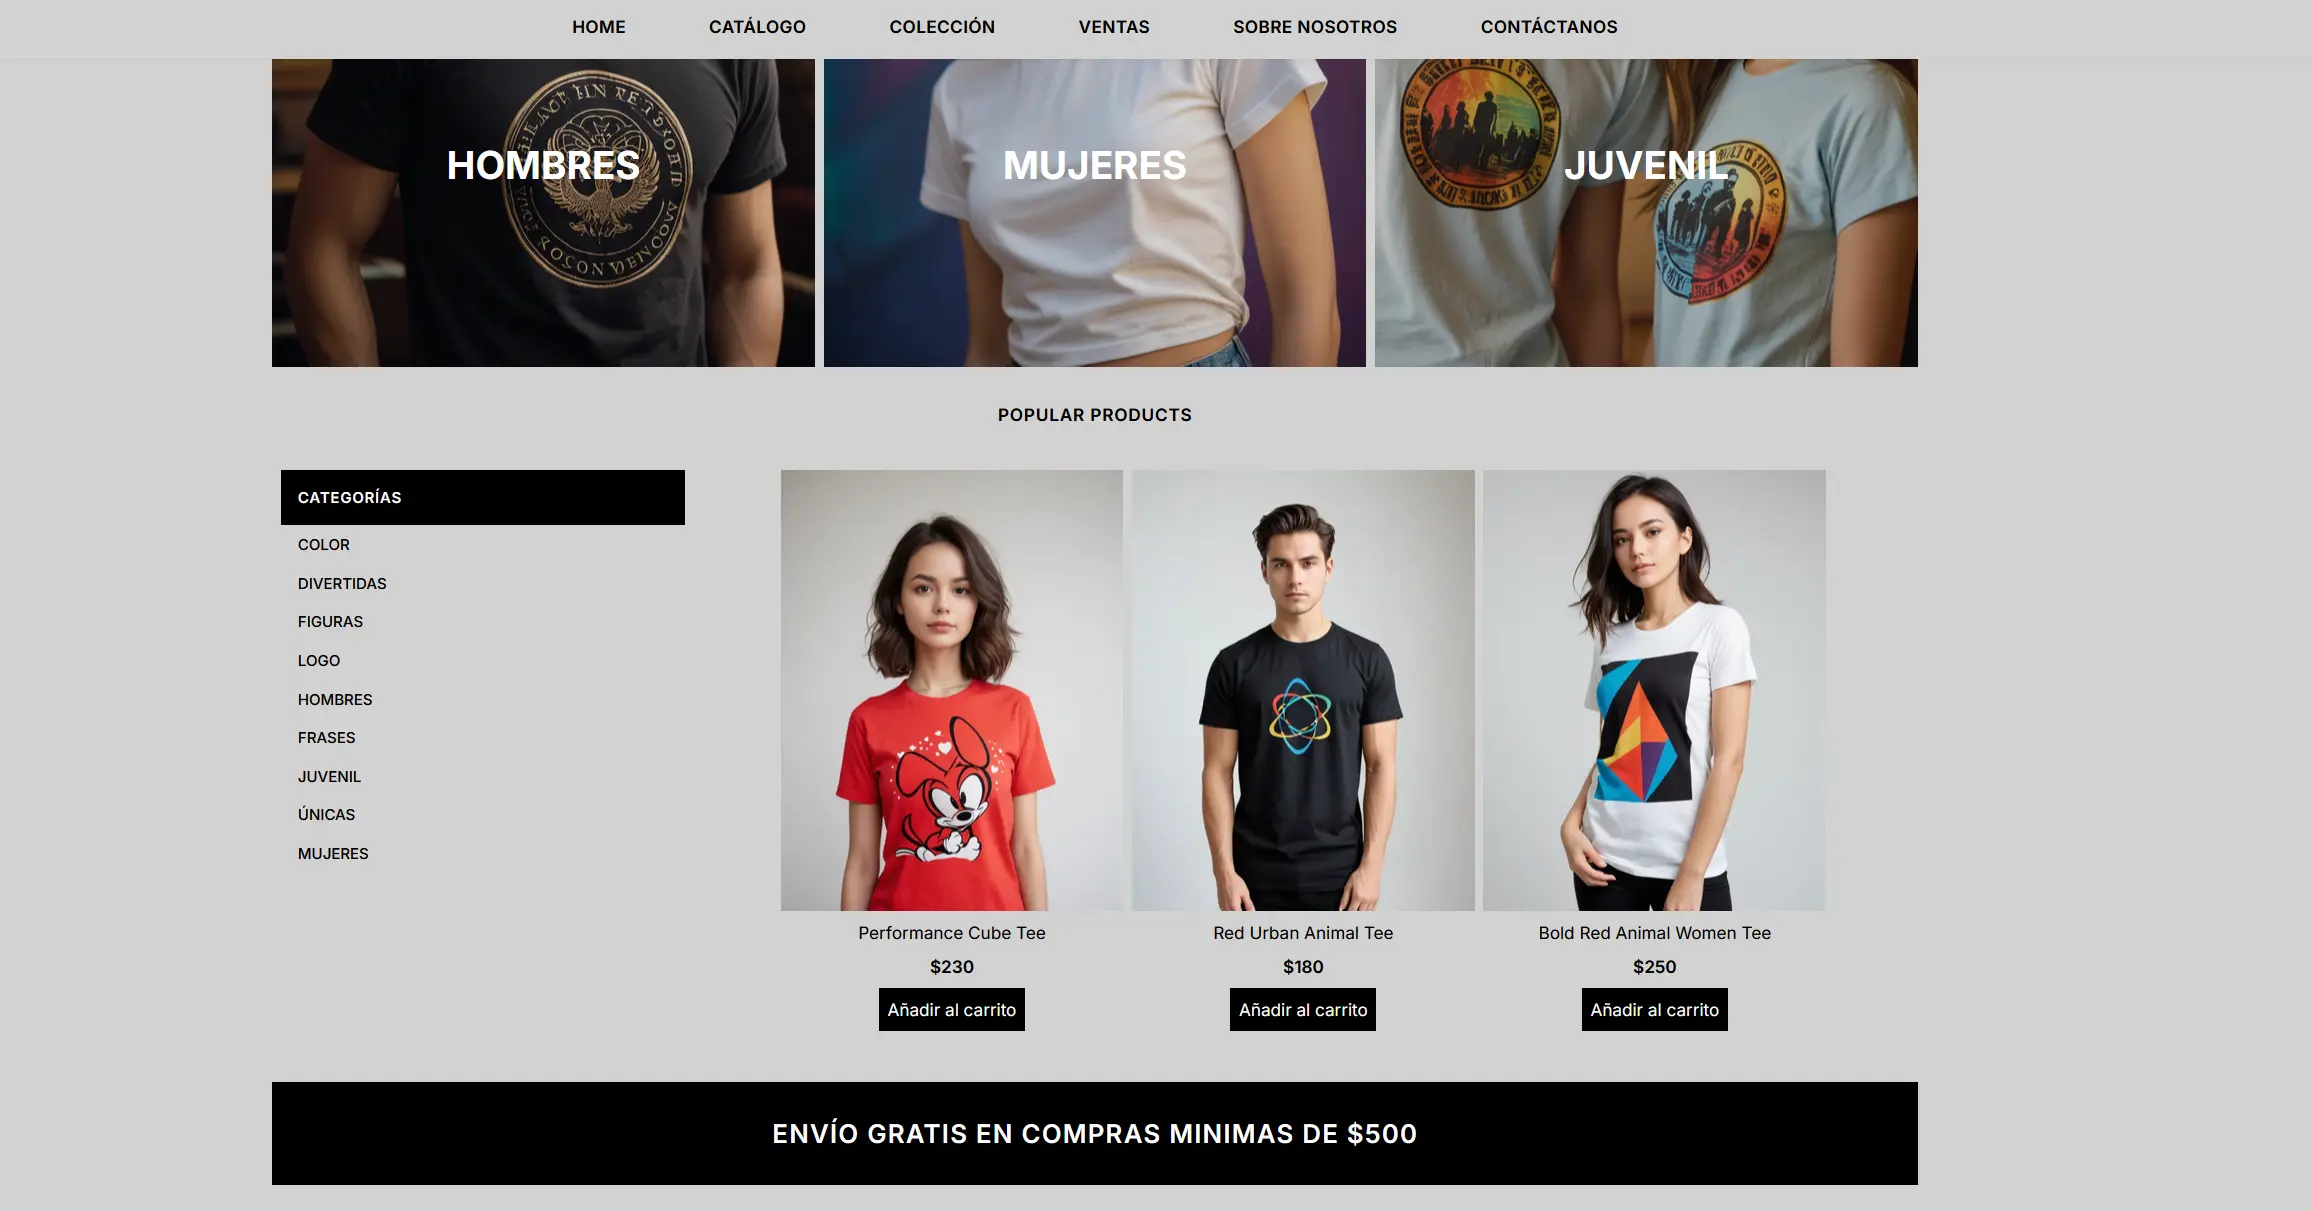 HOME CATÁLOGO COLECCIÓN VENTAS SOBRE NOSOTROS CONTÁCTANOS
HOMBRES
MUJERES
JUVENIL
POPULAR PRODUCTS
CATEGORÍAS
COLOR
DIVERTIDAS
FIGURAS
LOGO
HOMBRES
FRASES
JUVENIL
ÚNICAS
MUJERES
Performance Cube Tee
$230
Añadir al carrito
Red Urban Animal Tee
$180
Añadir al carrito
Bold Red Animal Women Tee
$250
Añadir al carrito
ENVÍO GRATIS EN COMPRAS MINIMAS DE $500